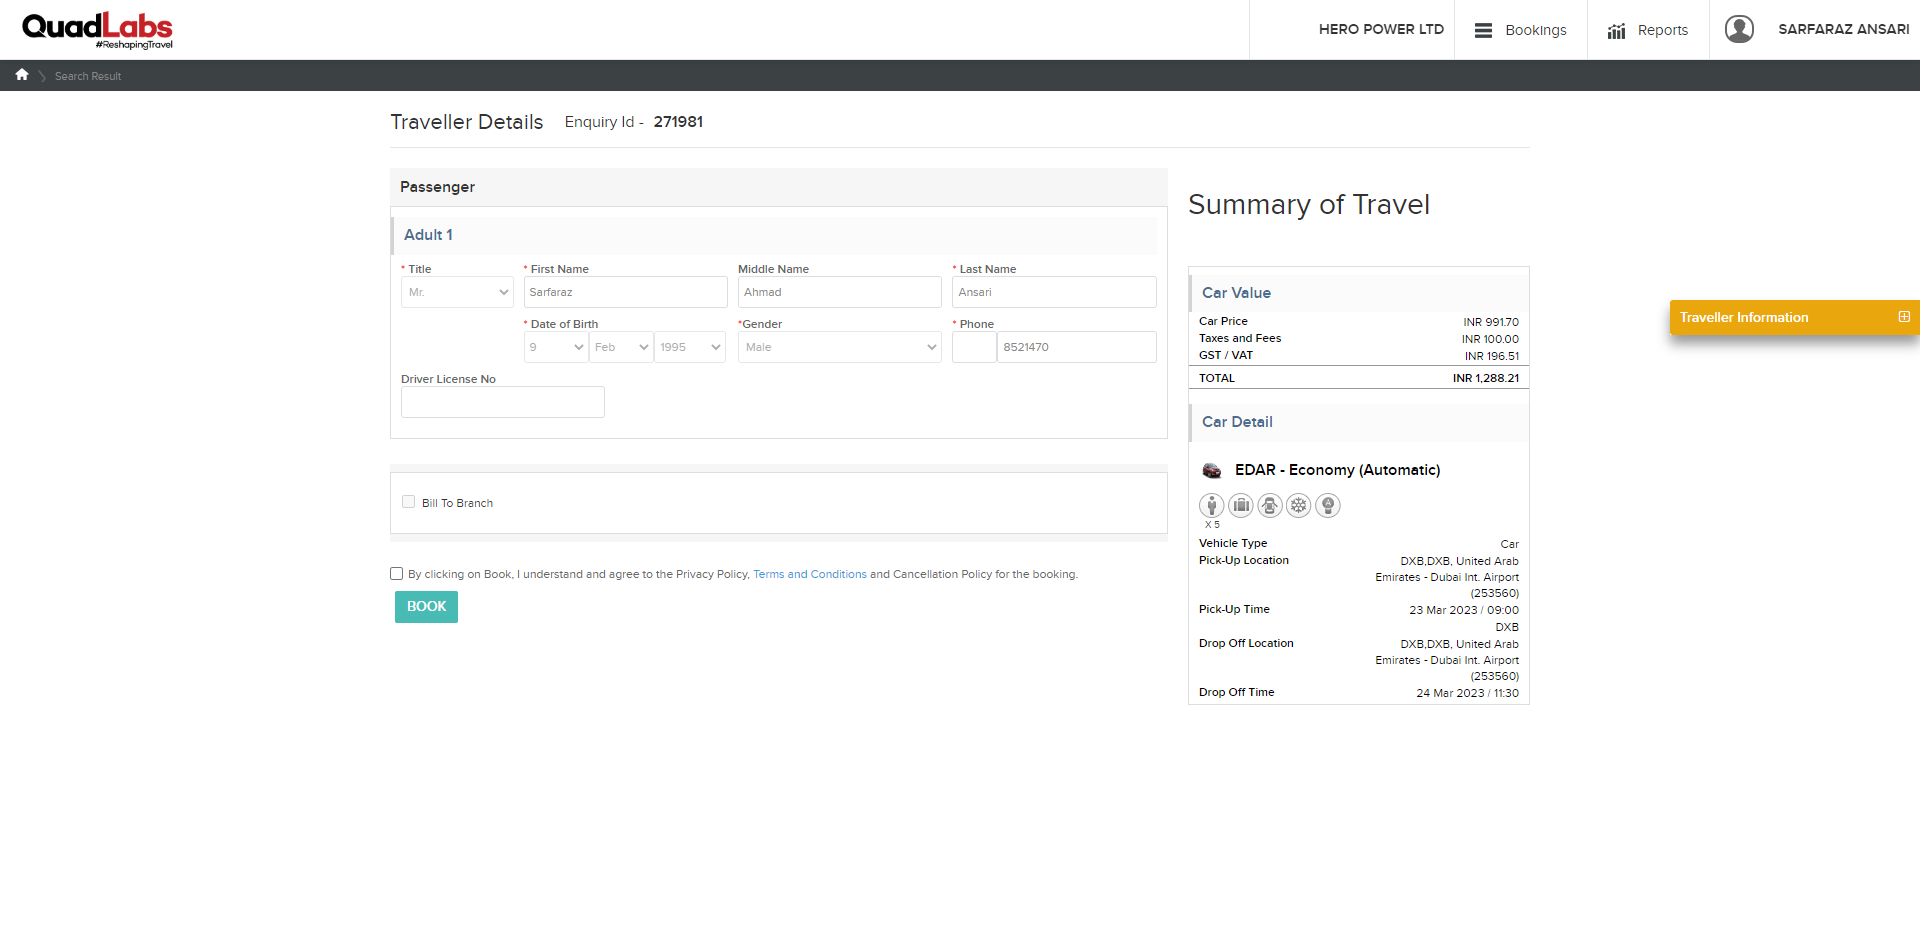 QuadLabs
#ReshapingTravel
HERO POWER LTD
Bookings
Reports
SARFARAZ ANSARI
Search Result
Traveller Details Enquiry Id - 271981
Passenger
Adult 1
* Title
* First Name
Middle Name
* Last Name
Mr.
Sarfaraz
Ahmad
Ansari
* Date of Birth
*Gender
* Phone
9
Feb
1995
Male
8521470
Driver License No
Bill To Branch
By clicking on Book, I understand and agree to the Privacy Policy, Terms and Conditions and Cancellation Policy for the booking.
BOOK
Summary of Travel
Car Value
Car Price INR 991.70
Taxes and Fees INR 100.00
GST / VAT INR 196.51
TOTAL INR 1,288.21
Car Detail
EDAR - Economy (Automatic)
A
X 5
Vehicle Type Car
Pick-Up Location DXB,DXB, United Arab
Emirates - Dubai Int. Airport
(253560)
Pick-Up Time 23 Mar 2023 / 09:00
DXB
Drop Off Location DXB,DXB, United Arab
Emirates - Dubai Int. Airport
(253560)
Drop Off Time 24 Mar 2023 / 11:30
Traveller Information